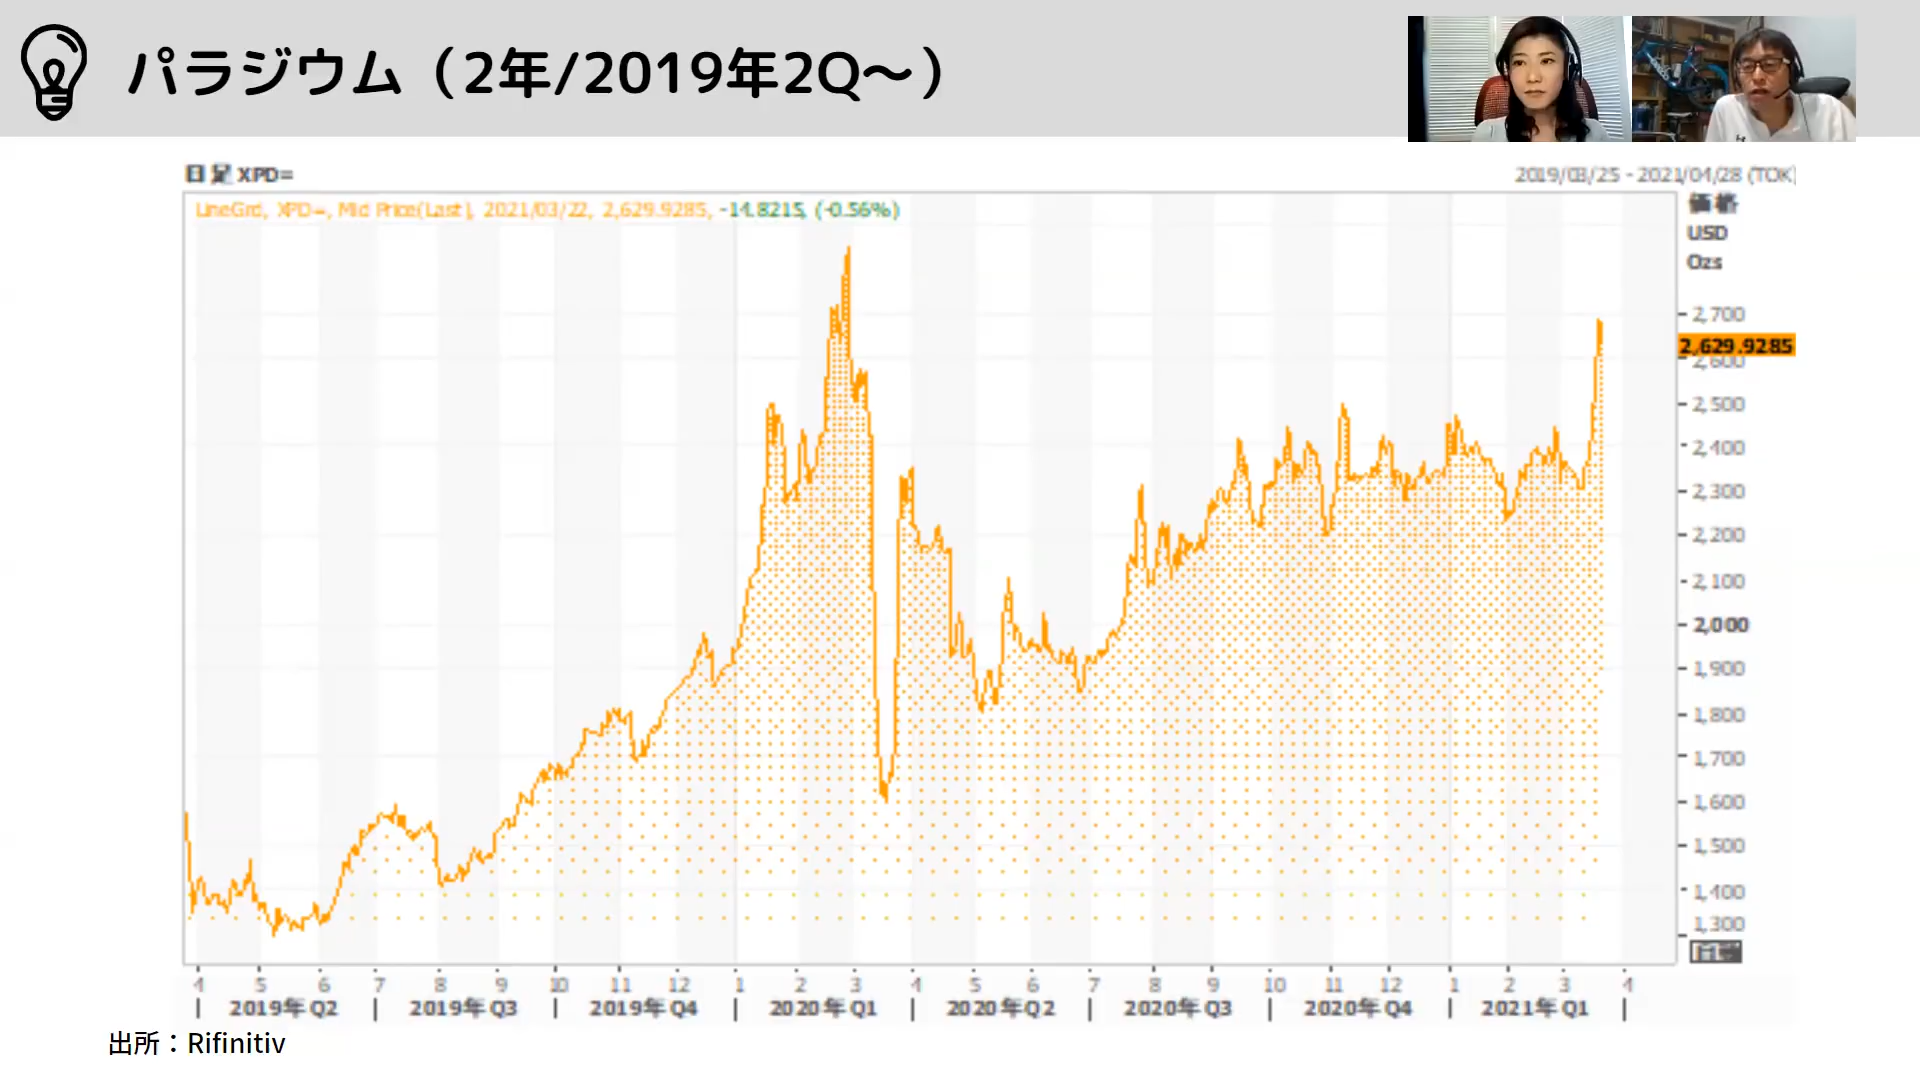 パラジウム（2年/2019年2Q～）
日足 XPD=
2019/03/25 - 2021/04/28 (TOK)
LineGrd, XPD=, Mid Price(Last), 2021/03/22, 2,629.9285, -14.8215, (-0.56%)
価格
USD
Ozs
2,700
2,629.9285
2,600
2,500
2,400
2,300
2,200
2,100
2,000
1,900
1,800
1,700
1,600
1,500
1,400
1,300
4 5 6 7 8 9 10 11 12 1 2 3 4 5 6 7 8 9 10 11 12 1 2 3 4
2019年 Q2 2019年 Q3 2019年 Q4 2020年 Q1 2020年 Q2 2020年 Q3 2020年 Q4 2021年 Q1
出所：Rifinitiv